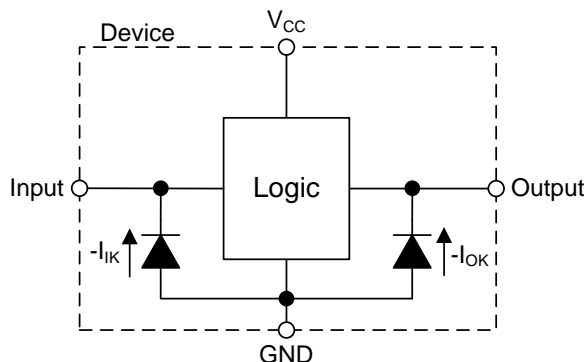 Device
VCC
Input
Logic
Output
-IIK
-IOK
GND